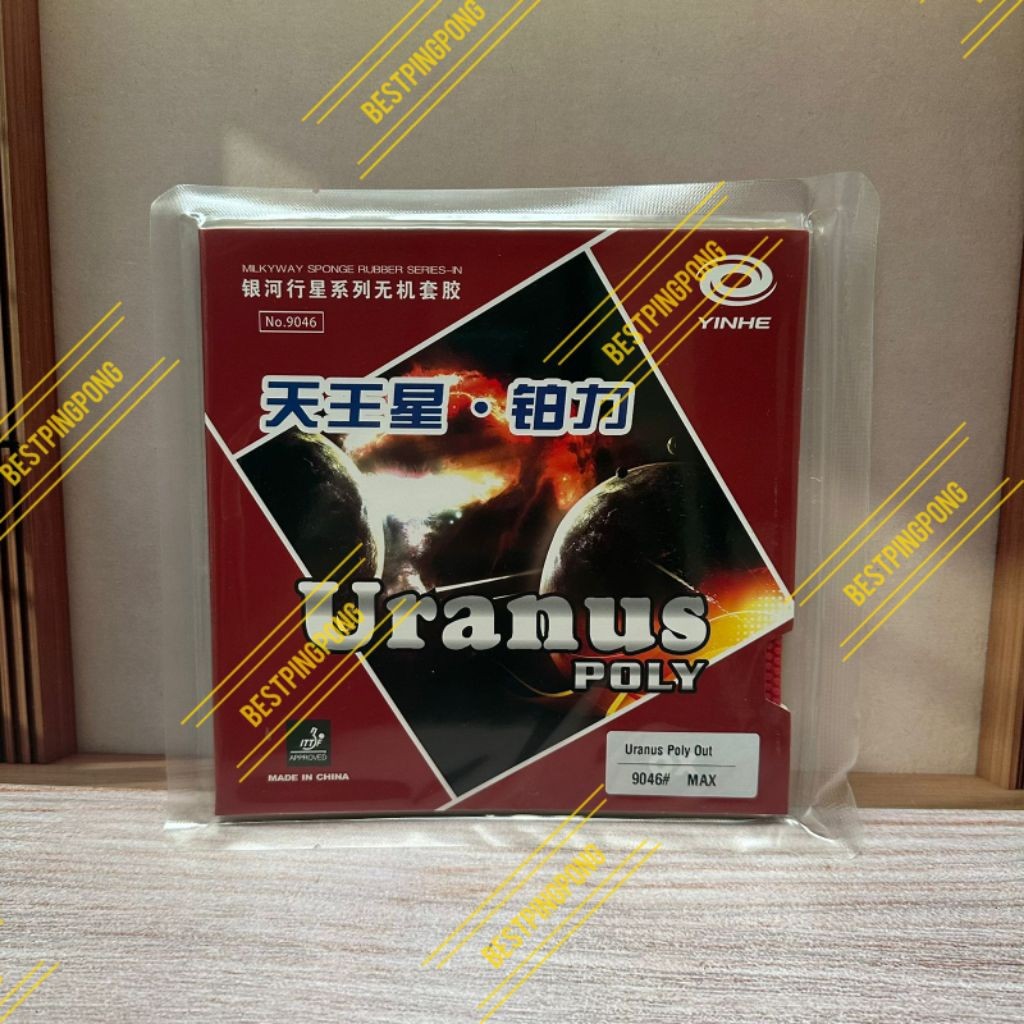 BESTPINGPONG
MILKYWAY SPONGE RUBBER SERIES-IN
银河行星系列无机套胶
No.9046
YINHE
BESTPINGPONG
天王星·铂力
BESTPINGPONG
BESTPINGPONG
Uranus
POLY
BESTPINGPONG
ITTF
APPROVED
MADE IN CHINA
Uranus Poly Out
9046# MAX
BESTPINGPONG